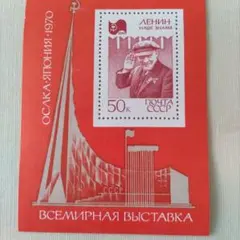 ОСАКА·ЯПОНИЯ·1970
ЛЕНИН-
НАШЕ ЗНАМЯ
50к
ПОЧТА
СССР
ВСЕМИРНАЯ ВЫСТАВКА